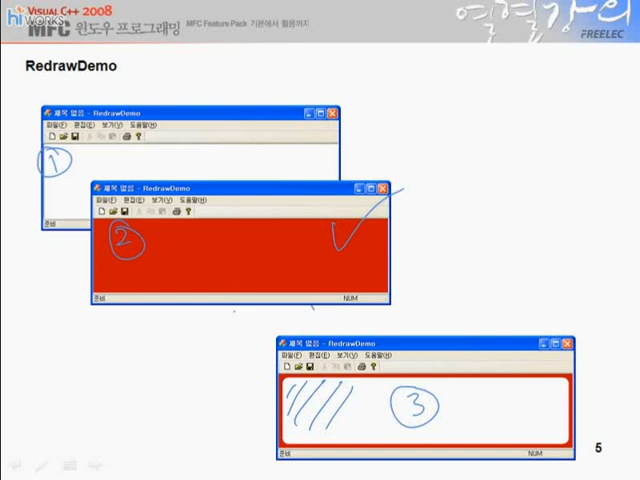 VISUAL C++ 2008
hiWORKS
MFC 윈도우 프로그래밍 MFC Feature Pack 기본에서 활용까지
열혈강의
FREELEC
RedrawDemo
제목 없음 - RedrawDemo
파일(F) 편집(E) 보기(V) 도움말(H)
1
준비
제목 없음 - RedrawDemo
파일(F) 편집(E) 보기(V) 도움말(H)
2
준비 NUM
제목 없음 - RedrawDemo
파일(F) 편집(E) 보기(V) 도움말(H)
3
준비 NUM
5